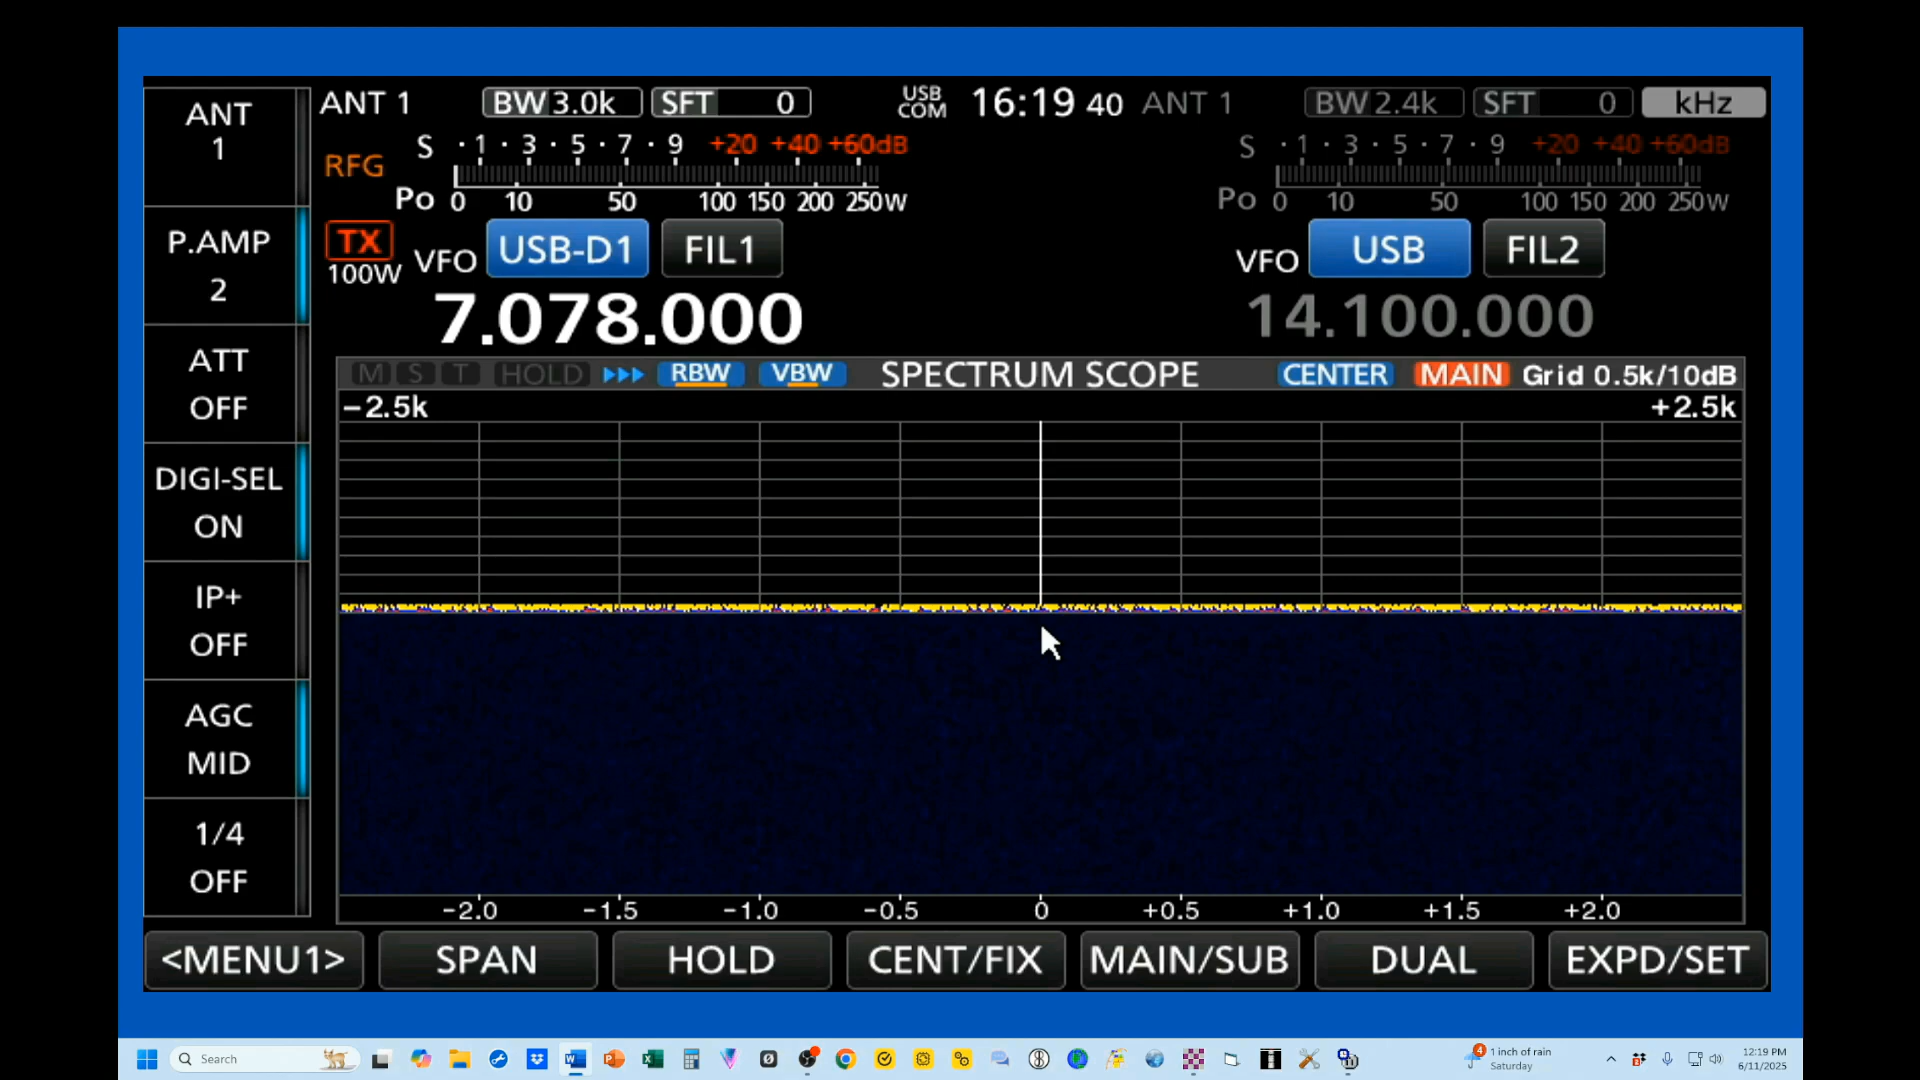 ANT
1
P.AMP
2
ATT
OFF
DIGI-SEL
ON
IP+
OFF
AGC
MID
1/4
OFF
ANT 1 BW 3.0k SFT 0 USB COM 16:19 40 ANT 1 BW 2.4k SFT 0 kHz
S ·1·3·5·7·9 +20 +40 +60dB
S ·1·3·5·7·9 +20 +40 +60dB
RFG
Po 0 10 50 100 150 200 250W
Po 0 10 50 100 150 200 250W
TX
100W
VFO USB-D1 FIL1
VFO USB FIL2
7.078.000
14.100.000
M S T HOLD RBW VBW SPECTRUM SCOPE CENTER MAIN Grid 0.5k/10dB
−2.5k +2.5k
-2.0 -1.5 -1.0 -0.5 0 +0.5 +1.0 +1.5 +2.0
<MENU1> SPAN HOLD CENT/FIX MAIN/SUB DUAL EXPD/SET
Search
4
1 inch of rain
Saturday
12:19 PM
6/11/2025